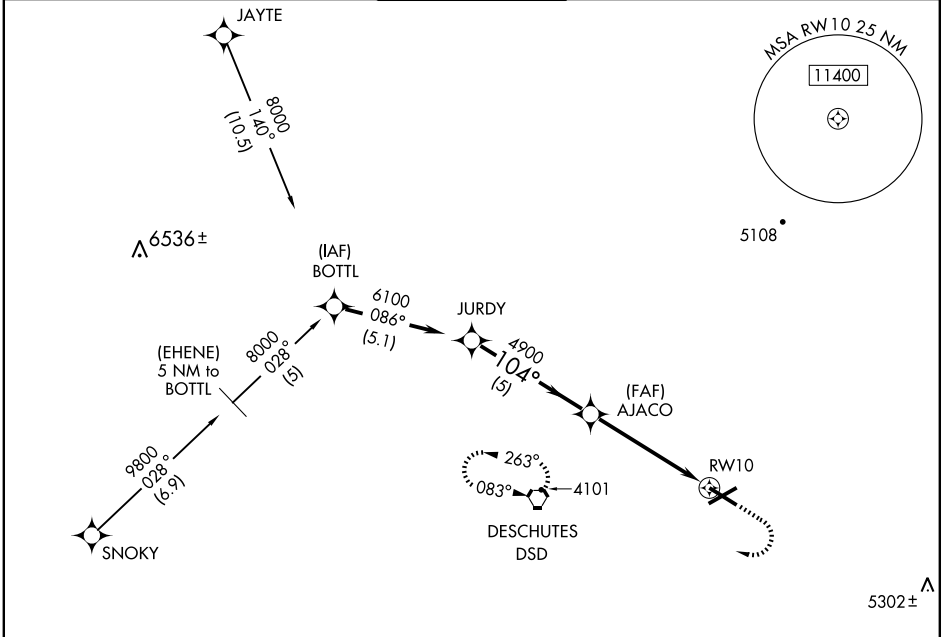 JAYTE
MSA RW10 25 NM
11400
8000
140°
(10.5)
5108
6536±
(IAF)
BOTTL
6100
086°
(5.1)
JURDY
4900
104°
(5)
(EHENE)
5 NM to
BOTTL
8000
028°
(5)
(FAF)
AJACO
9800
028°
(6.9)
263°
083°
4101
RW10
DESCHUTES
DSD
SNOKY
5302±